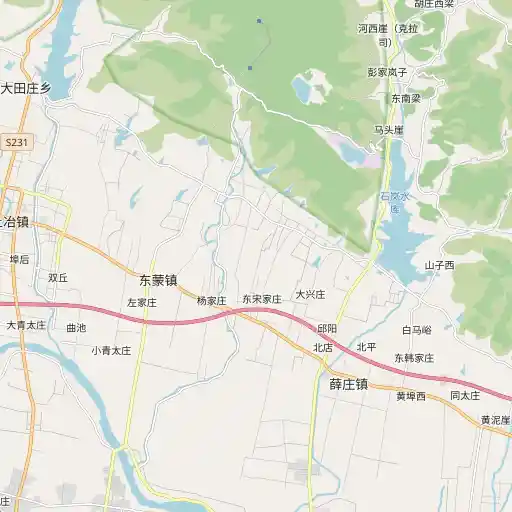 胡庄西梁
河西崖（克拉
司）
彭家岚子
大田庄乡
东南梁
马头崖
S231
石岚水
库
上冶镇
埠后
双丘
山子西
东蒙镇
左家庄
杨家庄
东宋家庄
大兴庄
大青太庄
曲池
邱阳
白马峪
小青太庄
北店
北平
东韩家庄
薛庄镇
黄埠西
同太庄
黄泥崖
庄